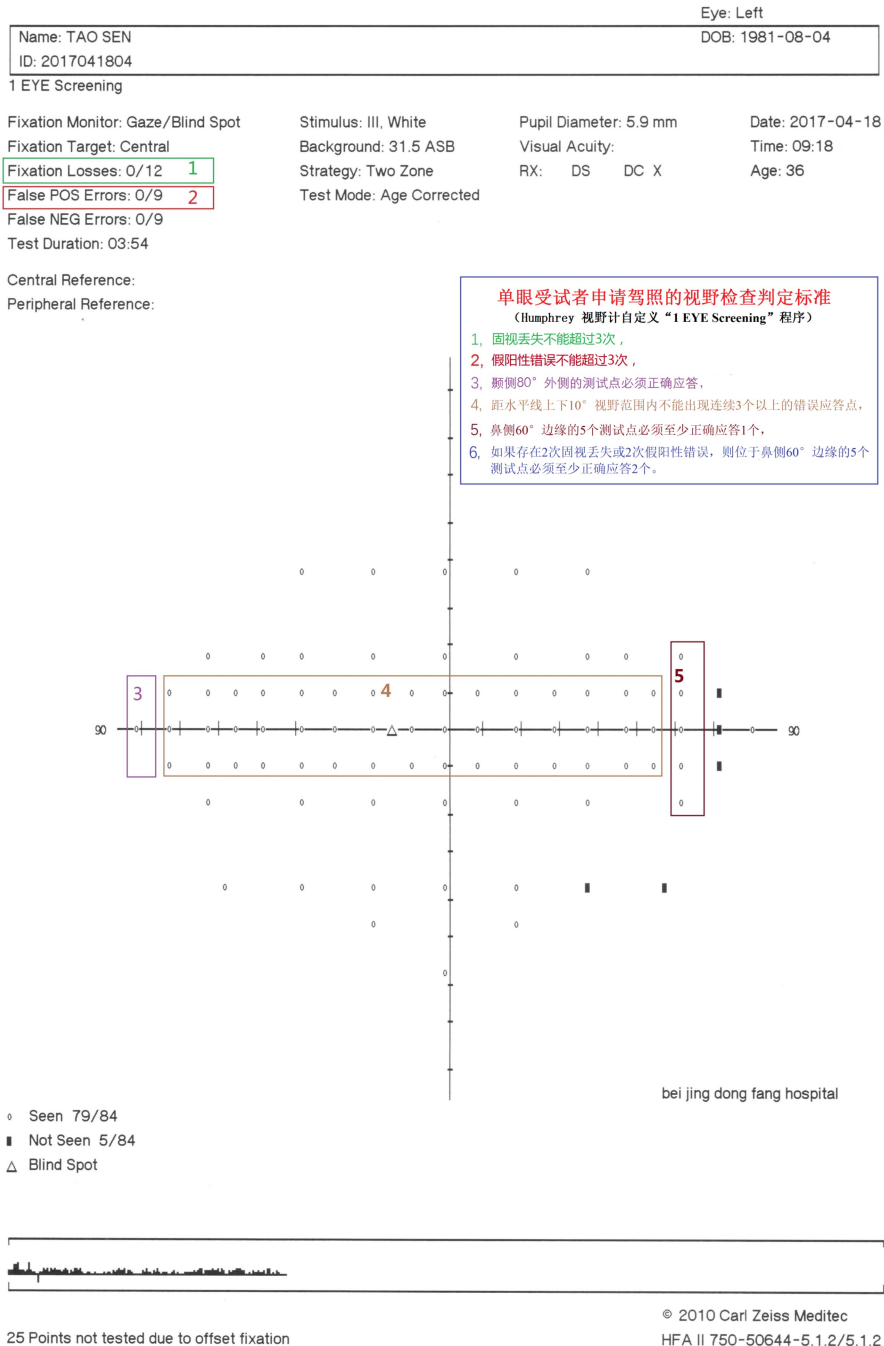 Eye: Left
Name: TAO SEN
DOB: 1981-08-04
ID: 2017041804
1 EYE Screening
Fixation Monitor: Gaze/Blind Spot
Fixation Target: Central
Fixation Losses: 0/12
1
False POS Errors: 0/9
2
False NEG Errors: 0/9
Test Duration: 03:54
Stimulus: III, White
Background: 31.5 ASB
Strategy: Two Zone
Test Mode: Age Corrected
Pupil Diameter: 5.9 mm
Visual Acuity:
RX: DS DC X
Date: 2017-04-18
Time: 09:18
Age: 36
Central Reference:
Peripheral Reference:
单眼受试者申请驾照的视野检查判定标准
（Humphrey 视野计自定义“1 EYE Screening”程序）
1，固视丢失不能超过3次，
2，假阳性错误不能超过3次，
3，颞侧80°外侧的测试点必须正确应答，
4，距水平线上下10°视野范围内不能出现连续3个以上的错误应答点，
5，鼻侧60°边缘的5个测试点必须至少正确应答1个，
6，如果存在2次固视丢失或2次假阳性错误，则位于鼻侧60°边缘的5个
测试点必须至少正确应答2个。
3
4
5
90
90
bei jing dong fang hospital
Seen 79/84
Not Seen 5/84
Blind Spot
© 2010 Carl Zeiss Meditec
25 Points not tested due to offset fixation
HFA II 750-50644-5.1.2/5.1.2